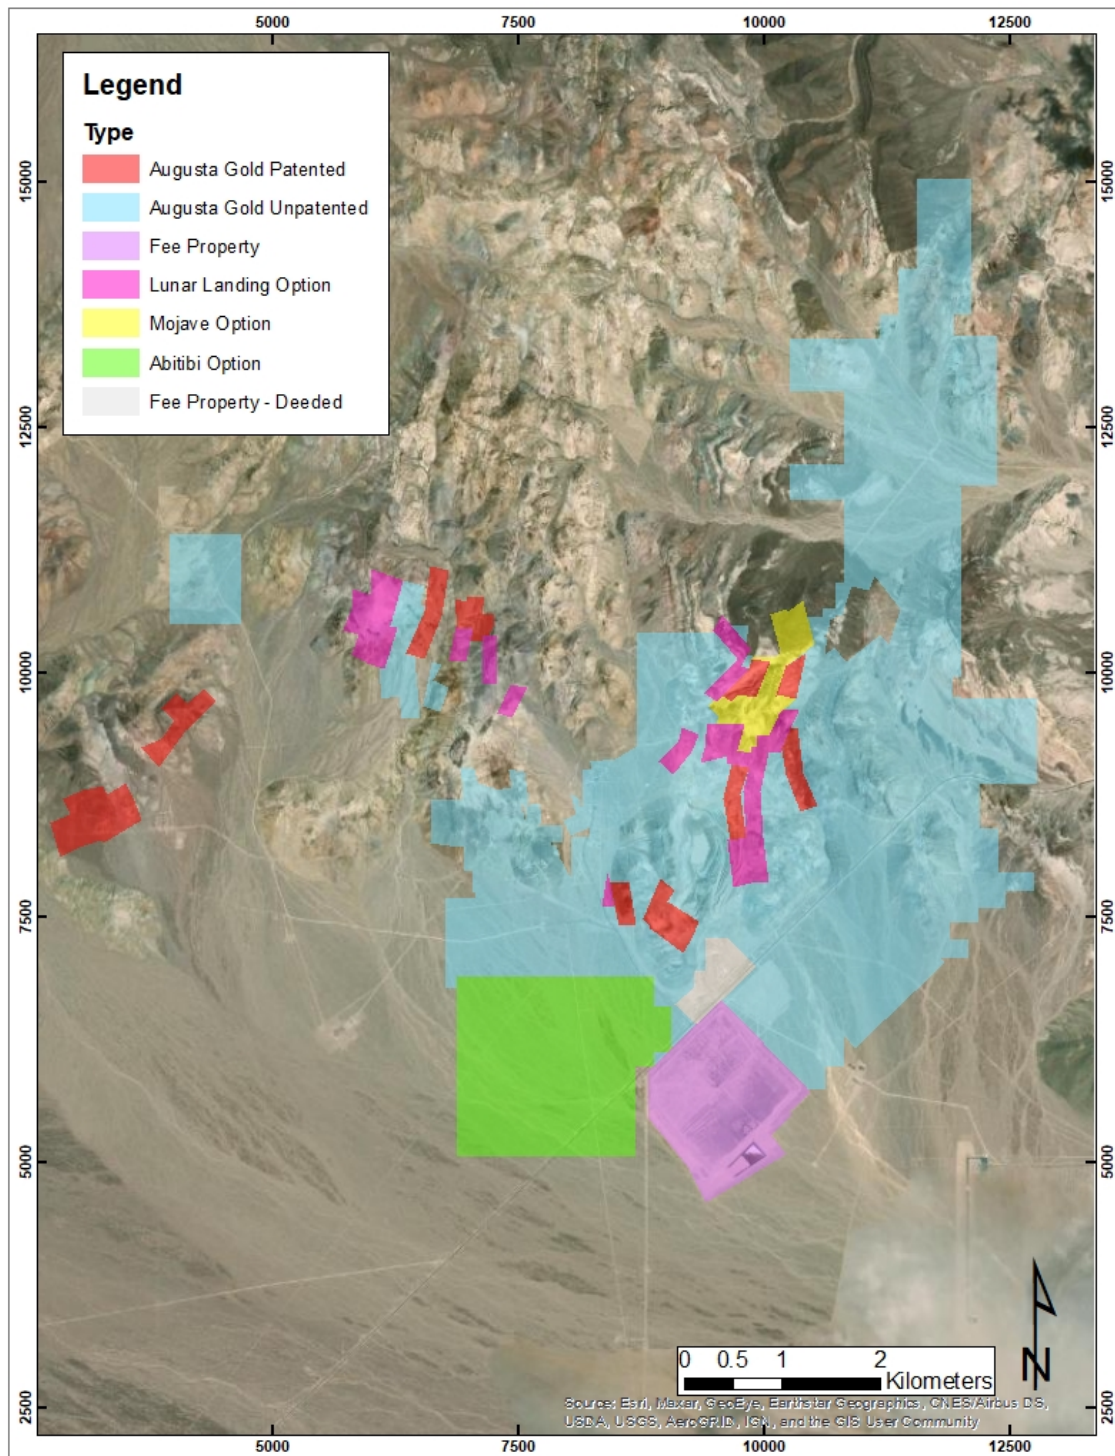 5000 7500 10000 12500
Legend
Type
Augusta Gold Patented
Augusta Gold Unpatented
Fee Property
Lunar Landing Option
Mojave Option
Abitibi Option
Fee Property - Deeded
15000 15000
12500 12500
10000 10000
7500 7500
5000 5000
2500 2500
N
0 0.5 1 2
Kilometers
Source: Esri, Maxar, GeoEye, Earthstar Geographics, CNES/Airbus DS,
USDA, USGS, AeroGRID, IGN, and the GIS User Community
5000 7500 10000 12500